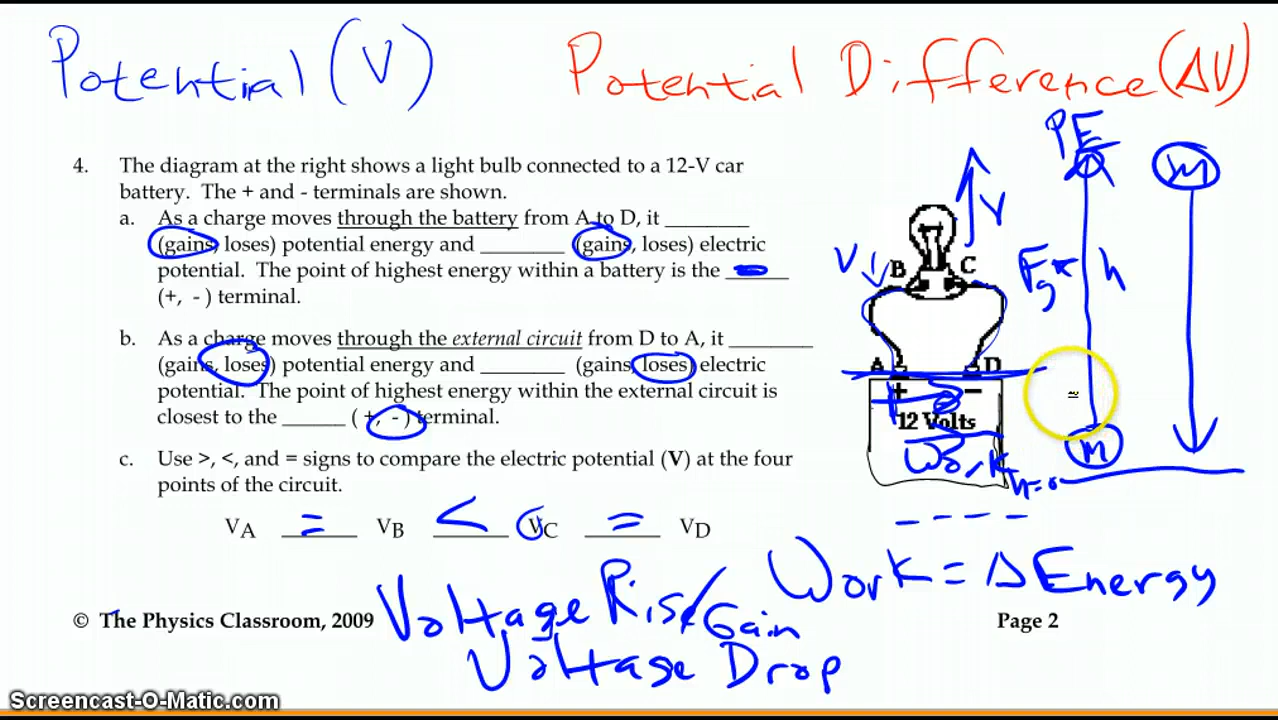 Potential (V) Potential Difference (ΔV)
PE
m
4. The diagram at the right shows a light bulb connected to a 12-V car
battery. The + and - terminals are shown.
a. As a charge moves through the battery from A to D, it ________
(gains, loses) potential energy and ________ (gains, loses) electric
potential. The point of highest energy within a battery is the ______
(+, - ) terminal.
V
V B C
Fg h
b. As a charge moves through the external circuit from D to A, it ________
(gains, loses) potential energy and ________ (gains, loses) electric
potential. The point of highest energy within the external circuit is
closest to the ______ ( +, - ) terminal.
A D
+ -
12 Volts
Work
m
h=0
c. Use >, <, and = signs to compare the electric potential (V) at the four
points of the circuit.
VA = VB < VC = VD
Work = Δ Energy
Voltage Rise/Gain
© The Physics Classroom, 2009 Page 2
Voltage Drop
Screencast-O-Matic.com